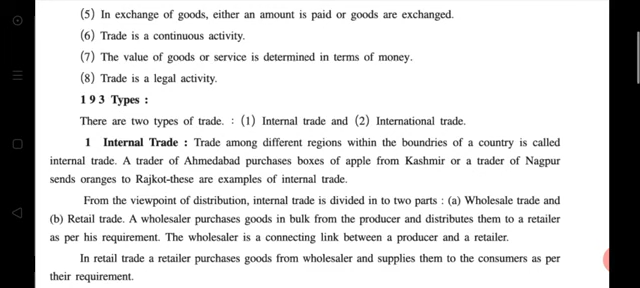 (5) In exchange of goods, either an amount is paid or goods are exchanged.
(6) Trade is a continuous activity.
(7) The value of goods or service is determined in terms of money.
(8) Trade is a legal activity.
1 9 3 Types :
There are two types of trade. : (1) Internal trade and (2) International trade.
1 Internal Trade : Trade among different regions within the boundries of a country is called
internal trade. A trader of Ahmedabad purchases boxes of apple from Kashmir or a trader of Nagpur
sends oranges to Rajkot-these are examples of internal trade.
From the viewpoint of distribution, internal trade is divided in to two parts : (a) Wholesale trade and
(b) Retail trade. A wholesaler purchases goods in bulk from the producer and distributes them to a retailer
as per his requirement. The wholesaler is a connecting link between a producer and a retailer.
In retail trade a retailer purchases goods from wholesaler and supplies them to the consumers as per
their requirement.